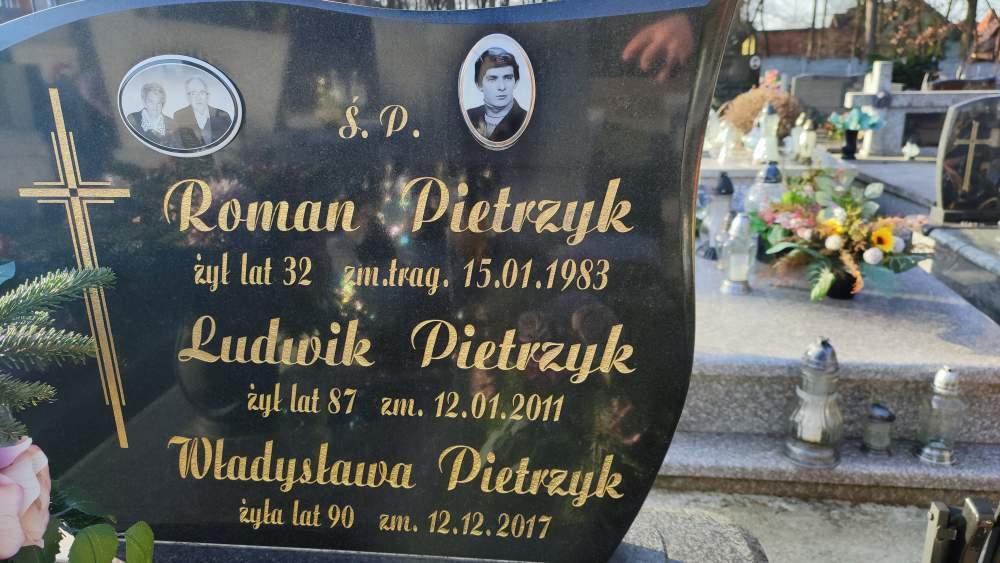 Ś. P.
Roman Pietrzyk
żył lat 32 zm.trag. 15.01.1983
Ludwik Pietrzyk
żył lat 87 zm. 12.01.2011
Władysława Pietrzyk
żyła lat 90 zm. 12.12.2017